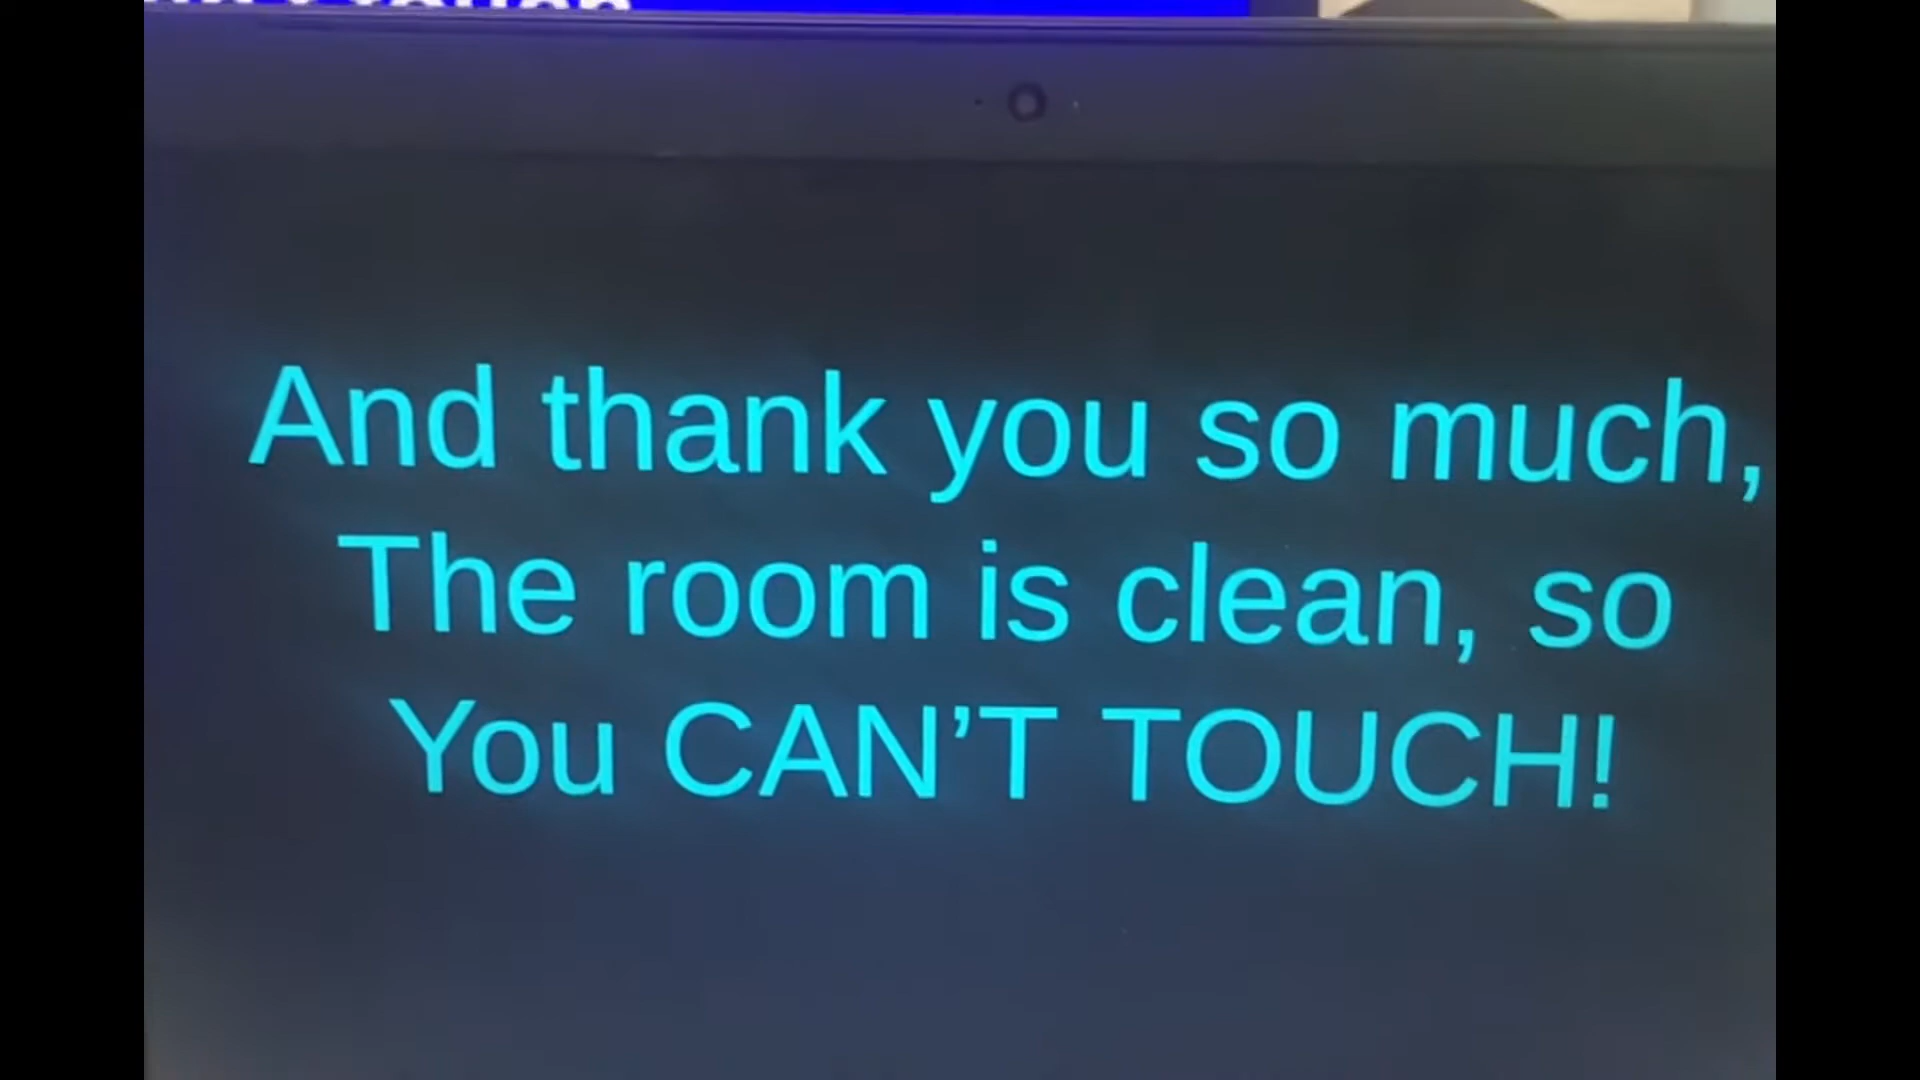 And thank you so much,
The room is clean, so
You CAN’T TOUCH!